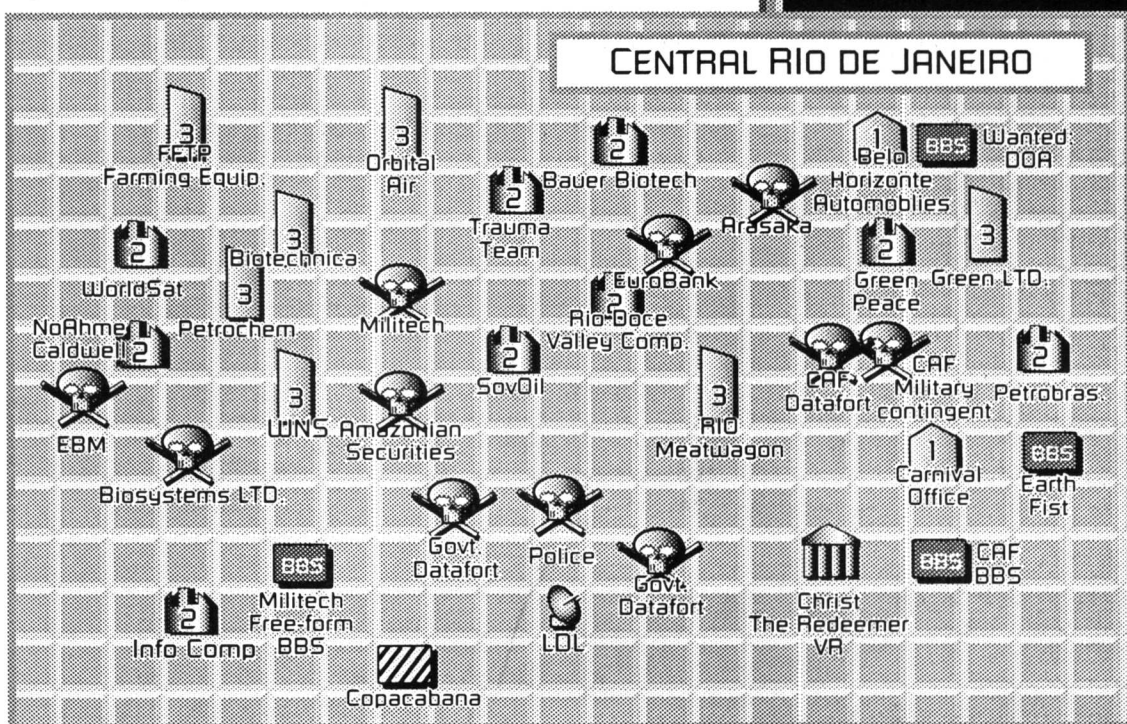 CENTRAL RIO DE JANEIRO
3
FFTP
Farming Equip.
3
Orbital
Air
2
Bauer Biotech
1
Belo
Horizonte
Automoblies
BBS
Wanted:
DOA
2
Trauma
Team
Arasaka
3
Biotechnica
2
WorldSat
3
Petrochem
Militech
EuroBank
2
Rio Doce
Valley Comp.
2
Green
Peace
3
Green LTD.
NoAhme
Caldwell
2
EBM
3
WNS
Amazonian
Securities
2
SovOil
3
RIO
Meatwagon
CAF
Datafort
CAF
Military
contingent
2
Petrobras.
Biosystems LTD.
1
Carnival
Office
BBS
Earth
Fist
Govt.
Datafort
Police
Govt.
Datafort
BBS
Militech
Free-form
BBS
2
Info Comp
LDL
Christ
The Redeemer
VR
BBS
CAF
BBS
Copacabana